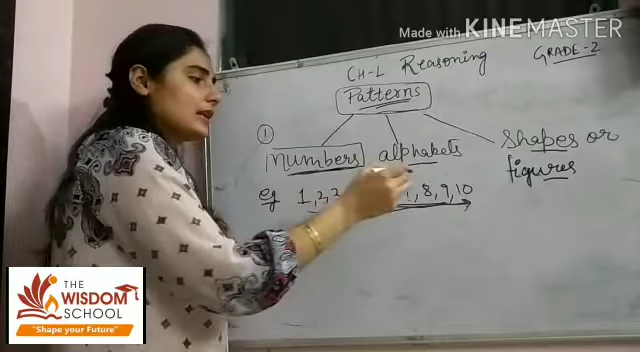 Made with KINEMASTER
CH-1 Reasoning GRADE-2
Patterns
① Numbers alphabets shapes or
figures
eg 1,2,3 8,9,10
THE
WISDOM
SCHOOL
"Shape your Future"